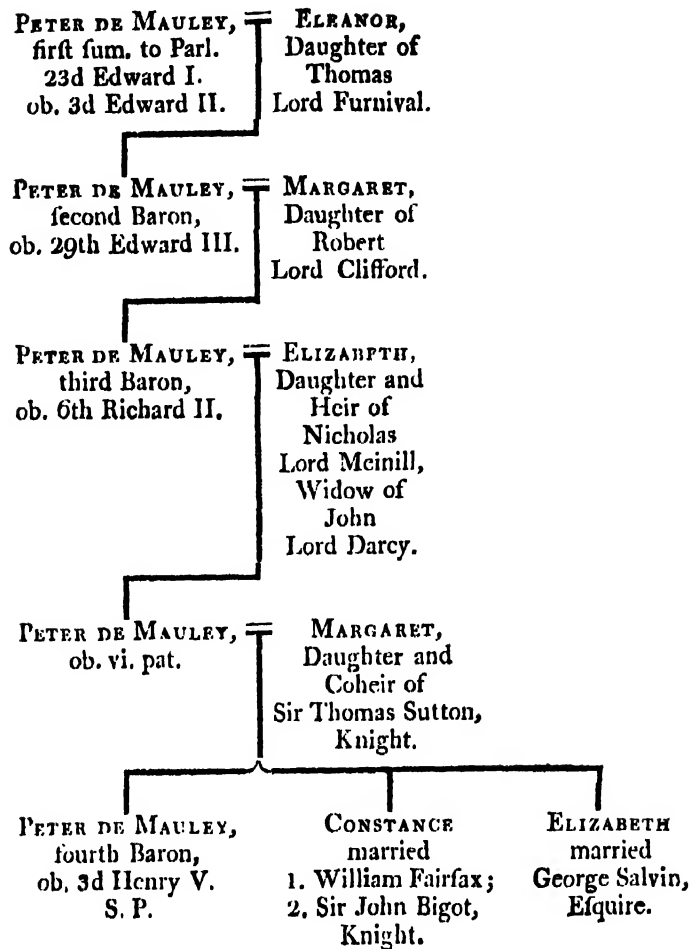 PETER DE MAULEY,
firſt ſum. to Parl.
23d Edward I.
ob. 3d Edward II.
ELEANOR,
Daughter of
Thomas
Lord Furnival.
PETER DE MAULEY,
ſecond Baron,
ob. 29th Edward III.
MARGARET,
Daughter of
Robert
Lord Clifford.
PETER DE MAULEY,
third Baron,
ob. 6th Richard II.
ELIZABETH,
Daughter and
Heir of
Nicholas
Lord Meinill,
Widow of
John
Lord Darcy.
PETER DE MAULEY,
ob. vi. pat.
MARGARET,
Daughter and
Coheir of
Sir Thomas Sutton,
Knight.
PETER DE MAULEY,
fourth Baron,
ob. 3d Henry V.
S. P.
CONSTANCE
married
1. William Fairfax;
2. Sir John Bigot,
Knight.
ELIZABETH
married
George Salvin,
Eſquire.